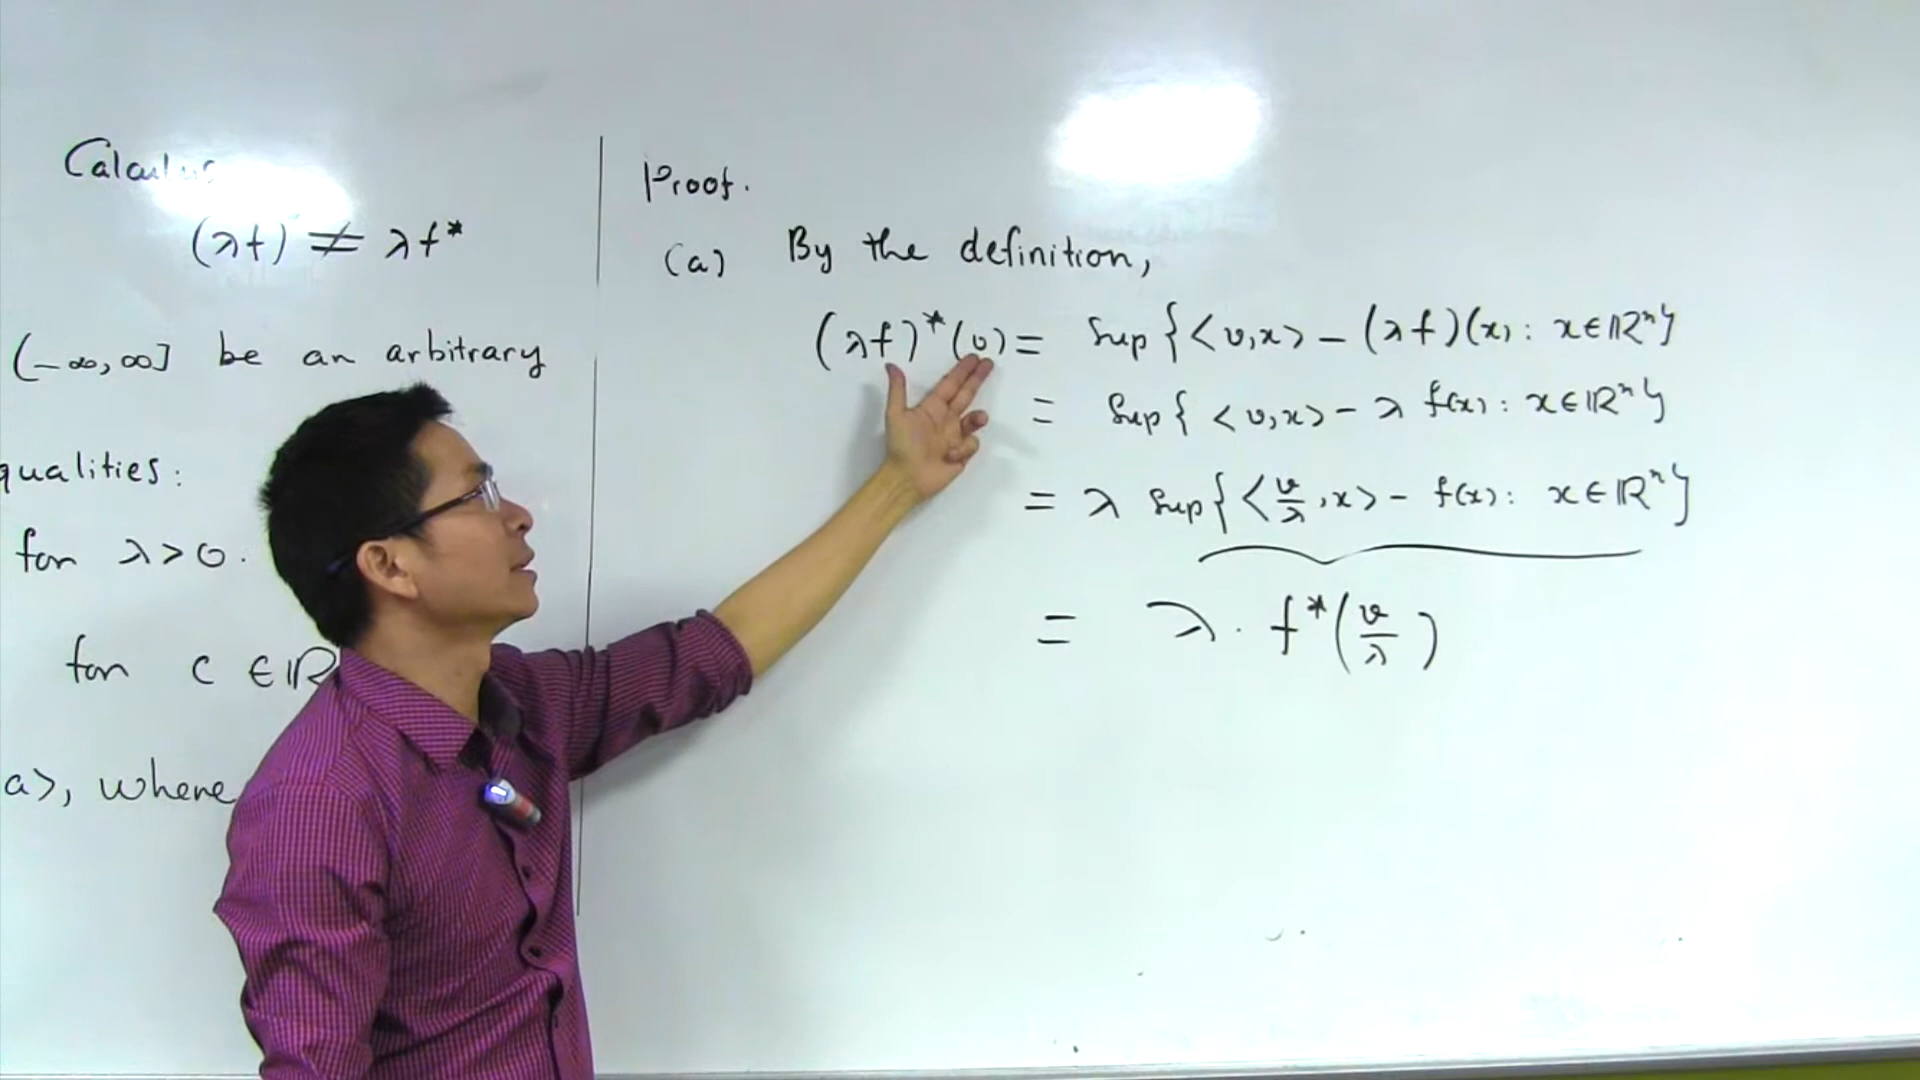 Calculus
(λf) ≠ λf*
(-∞,∞] be an arbitrary
qualities:
for λ>0.
for c ∈ℝ
a>, where
Proof.
(a) By the definition,
(λf)*(v) = Sup{<v,x> - (λf)(x): x∈ℝⁿ}
= Sup{ <v,x> - λ f(x): x∈ℝⁿ}
= λ Sup{<v/λ,x> - f(x): x∈ℝⁿ}
= λ. f*(v/λ)